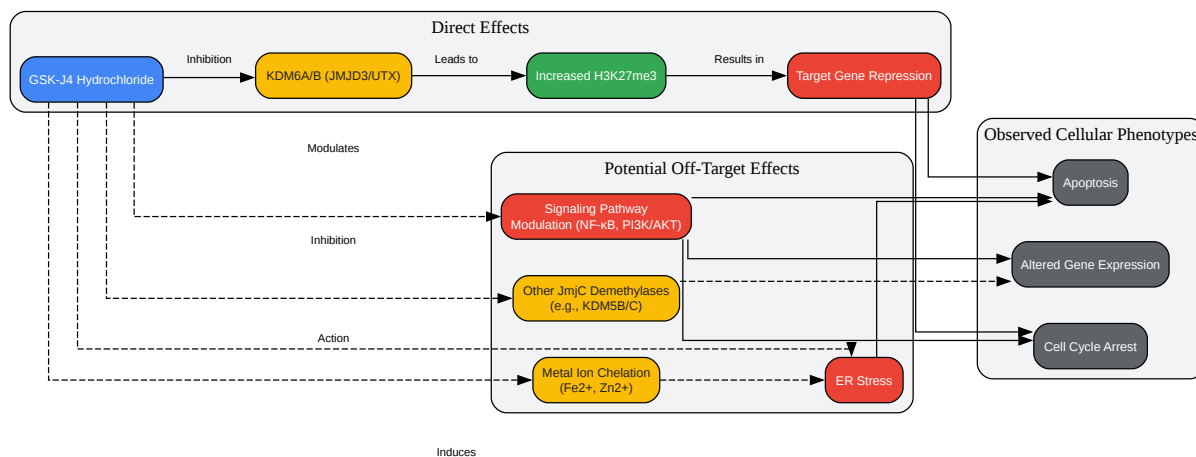 Direct Effects
GSK-J4 Hydrochloride
Inhibition
KDM6A/B (JMJD3/UTX)
Leads to
Increased H3K27me3
Results in
Target Gene Repression
Observed Cellular Phenotypes
Modulates
Potential Off-Target Effects
Apoptosis
Signaling Pathway
Modulation (NF-κB, PI3K/AKT)
Inhibition
Altered Gene Expression
Other JmjC Demethylases
(e.g., KDM5B/C)
Action
Cell Cycle Arrest
Metal Ion Chelation
(Fe2+, Zn2+)
ER Stress
Induces